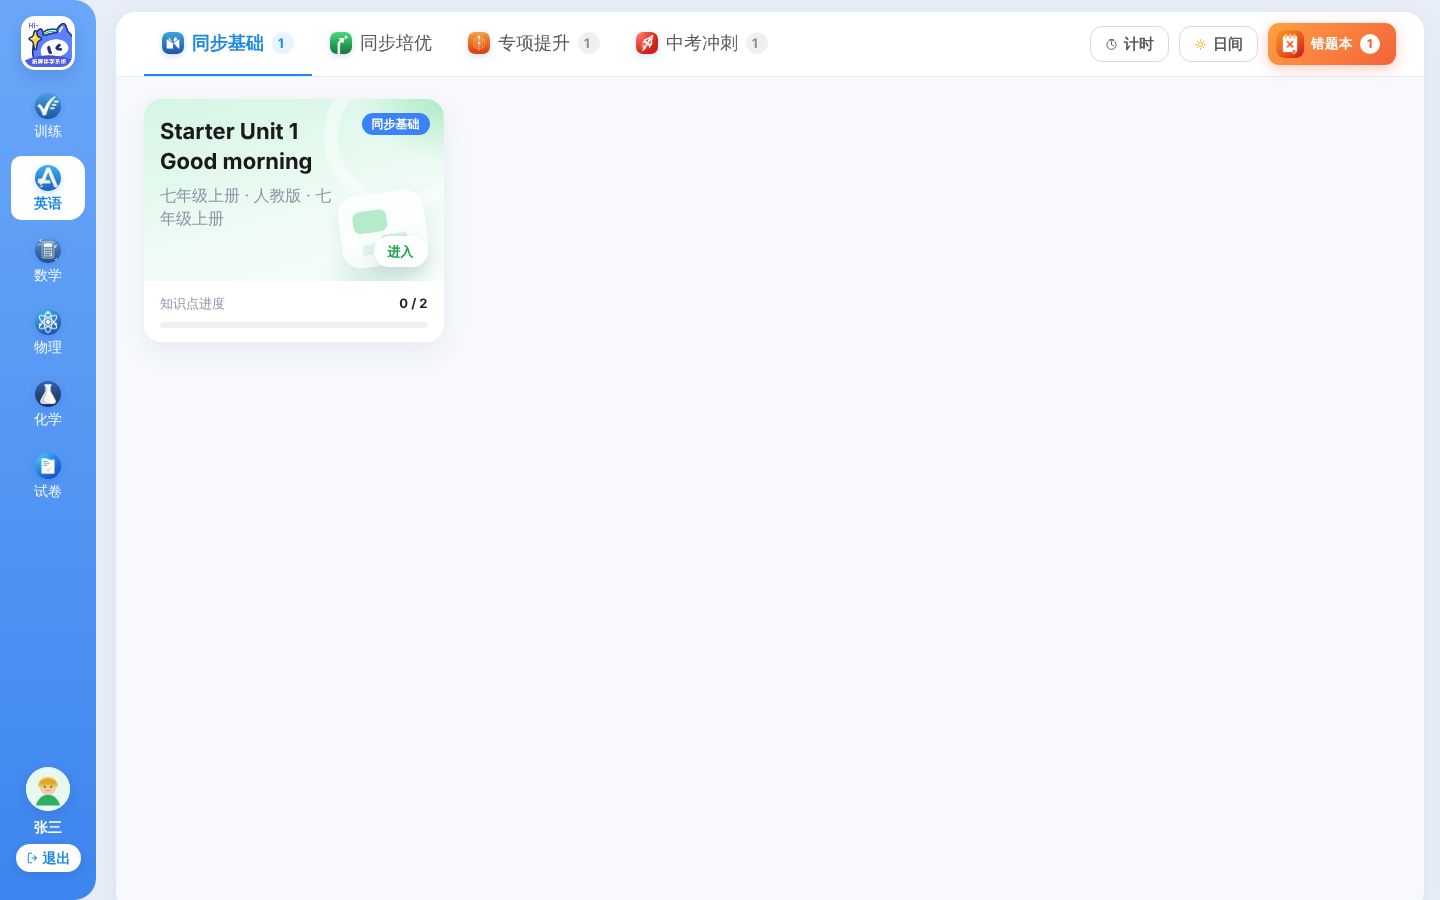 Hi~
训练
英语
数学
物理
化学
试卷
张三
退出
同步基础 1
同步培优
专项提升 1
中考冲刺 1
计时
日间
错题本 1
Starter Unit 1
Good morning
同步基础
七年级上册 · 人教版 · 七
年级上册
进入
知识点进度
0 / 2